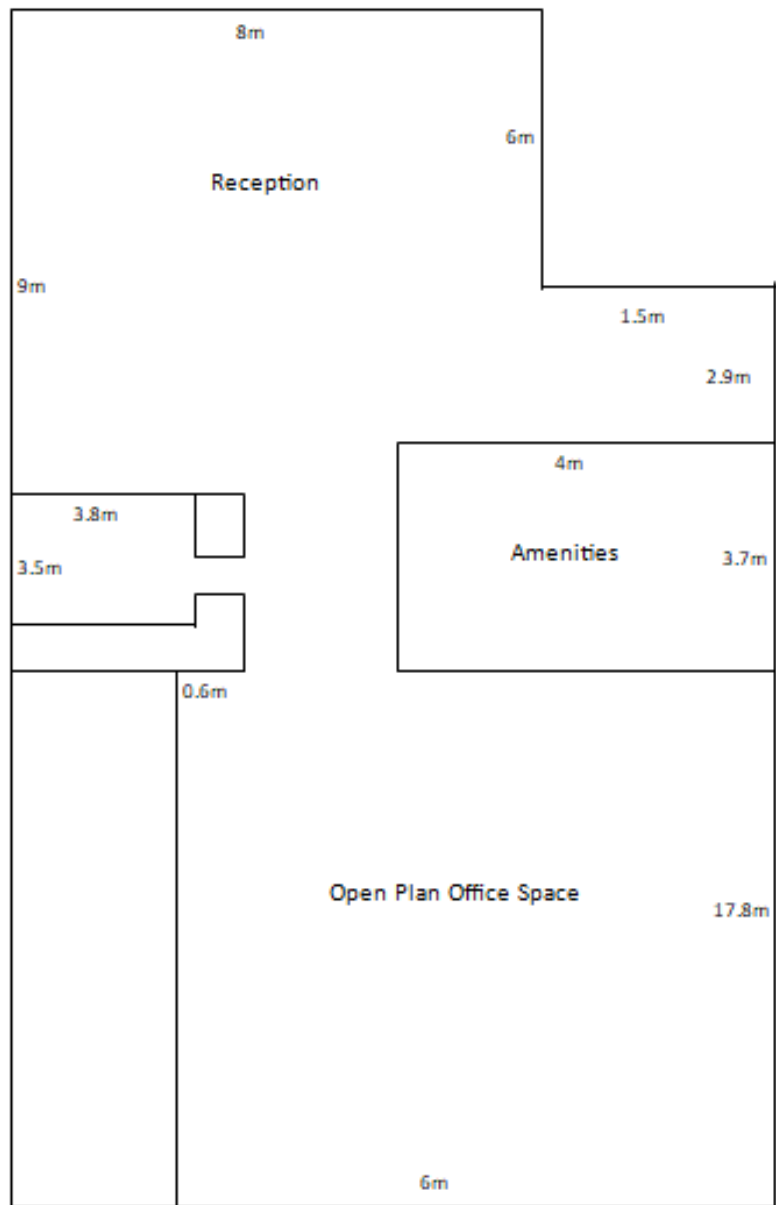 8m
6m
Reception
9m
1.5m
2.9m
4m
3.8m
Amenities
3.7m
3.5m
0.6m
Open Plan Office Space
17.8m
6m